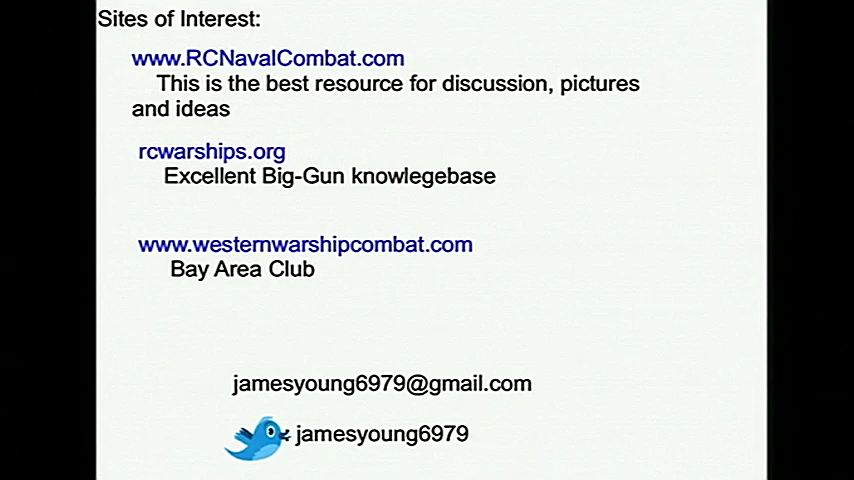 Sites of Interest:
www.RCNavalCombat.com
This is the best resource for discussion, pictures
and ideas
rcwarships.org
Excellent Big-Gun knowlegebase
www.westernwarshipcombat.com
Bay Area Club
jamesyoung6979@gmail.com
jamesyoung6979